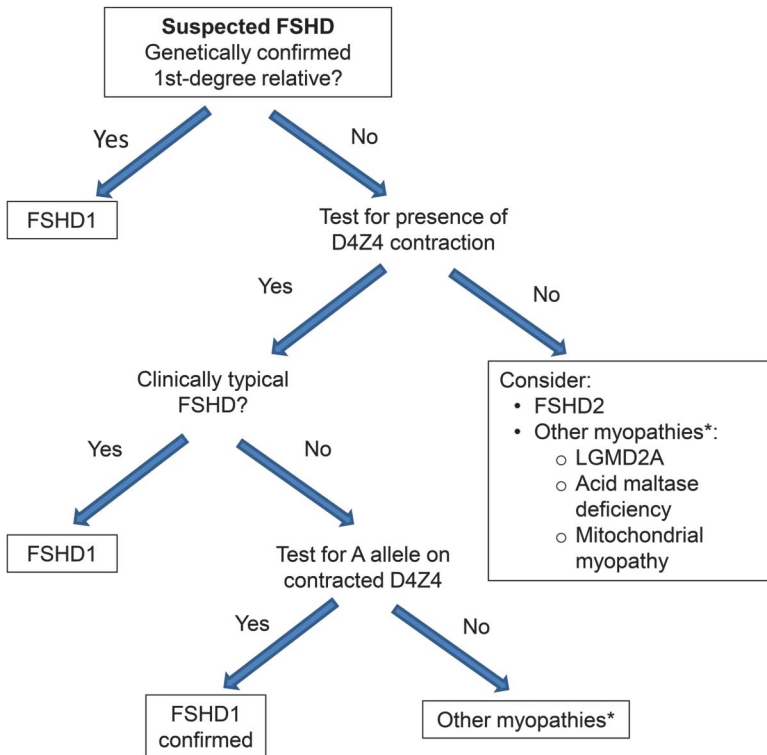 Suspected FSHD
Genetically confirmed
1st-degree relative?
Yes
No
FSHD1
Test for presence of
D4Z4 contraction
Yes
No
Clinically typical
FSHD?
Consider:
• FSHD2
• Other myopathies*:
o LGMD2A
o Acid maltase
deficiency
o Mitochondrial
myopathy
Yes
No
FSHD1
Test for A allele on
contracted D4Z4
Yes
No
FSHD1
confirmed
Other myopathies*